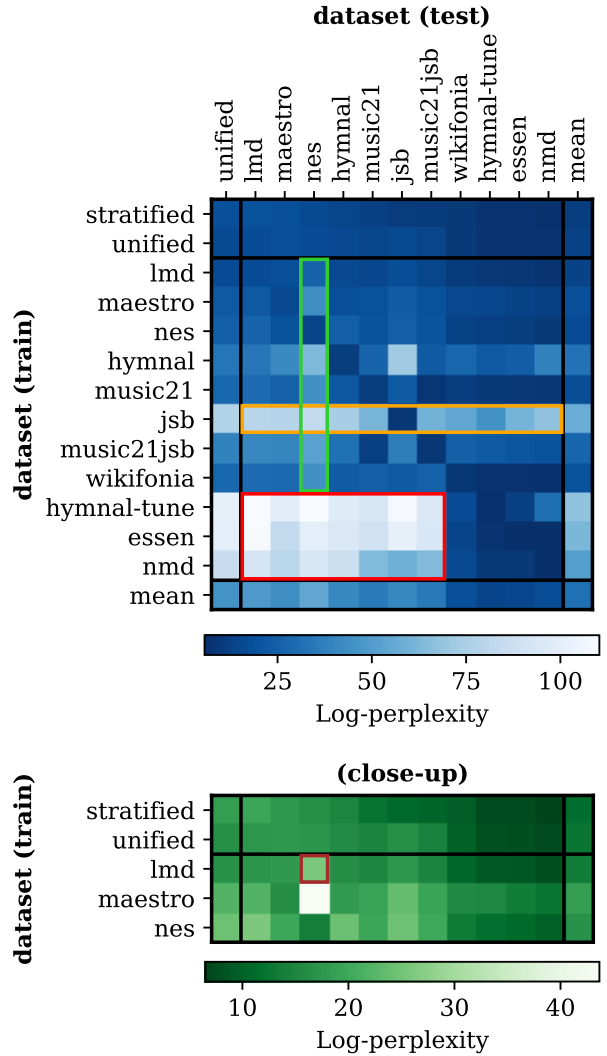 dataset (test)
unified
lmd
maestro
nes
hymnal
music21
jsb
music21jsb
wikifonia
hymnal-tune
essen
nmd
mean
dataset (train)
stratified
unified
lmd
maestro
nes
hymnal
music21
jsb
music21jsb
wikifonia
hymnal-tune
essen
nmd
mean
25 50 75 100
Log-perplexity
(close-up)
dataset (train)
stratified
unified
lmd
maestro
nes
10 20 30 40
Log-perplexity